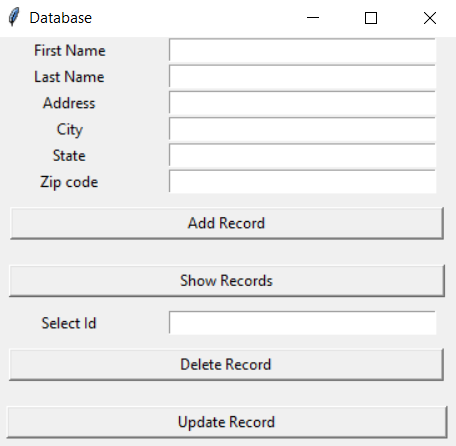 Database
First Name
Last Name
Address
City
State
Zip code
Add Record
Show Records
Select Id
Delete Record
Update Record